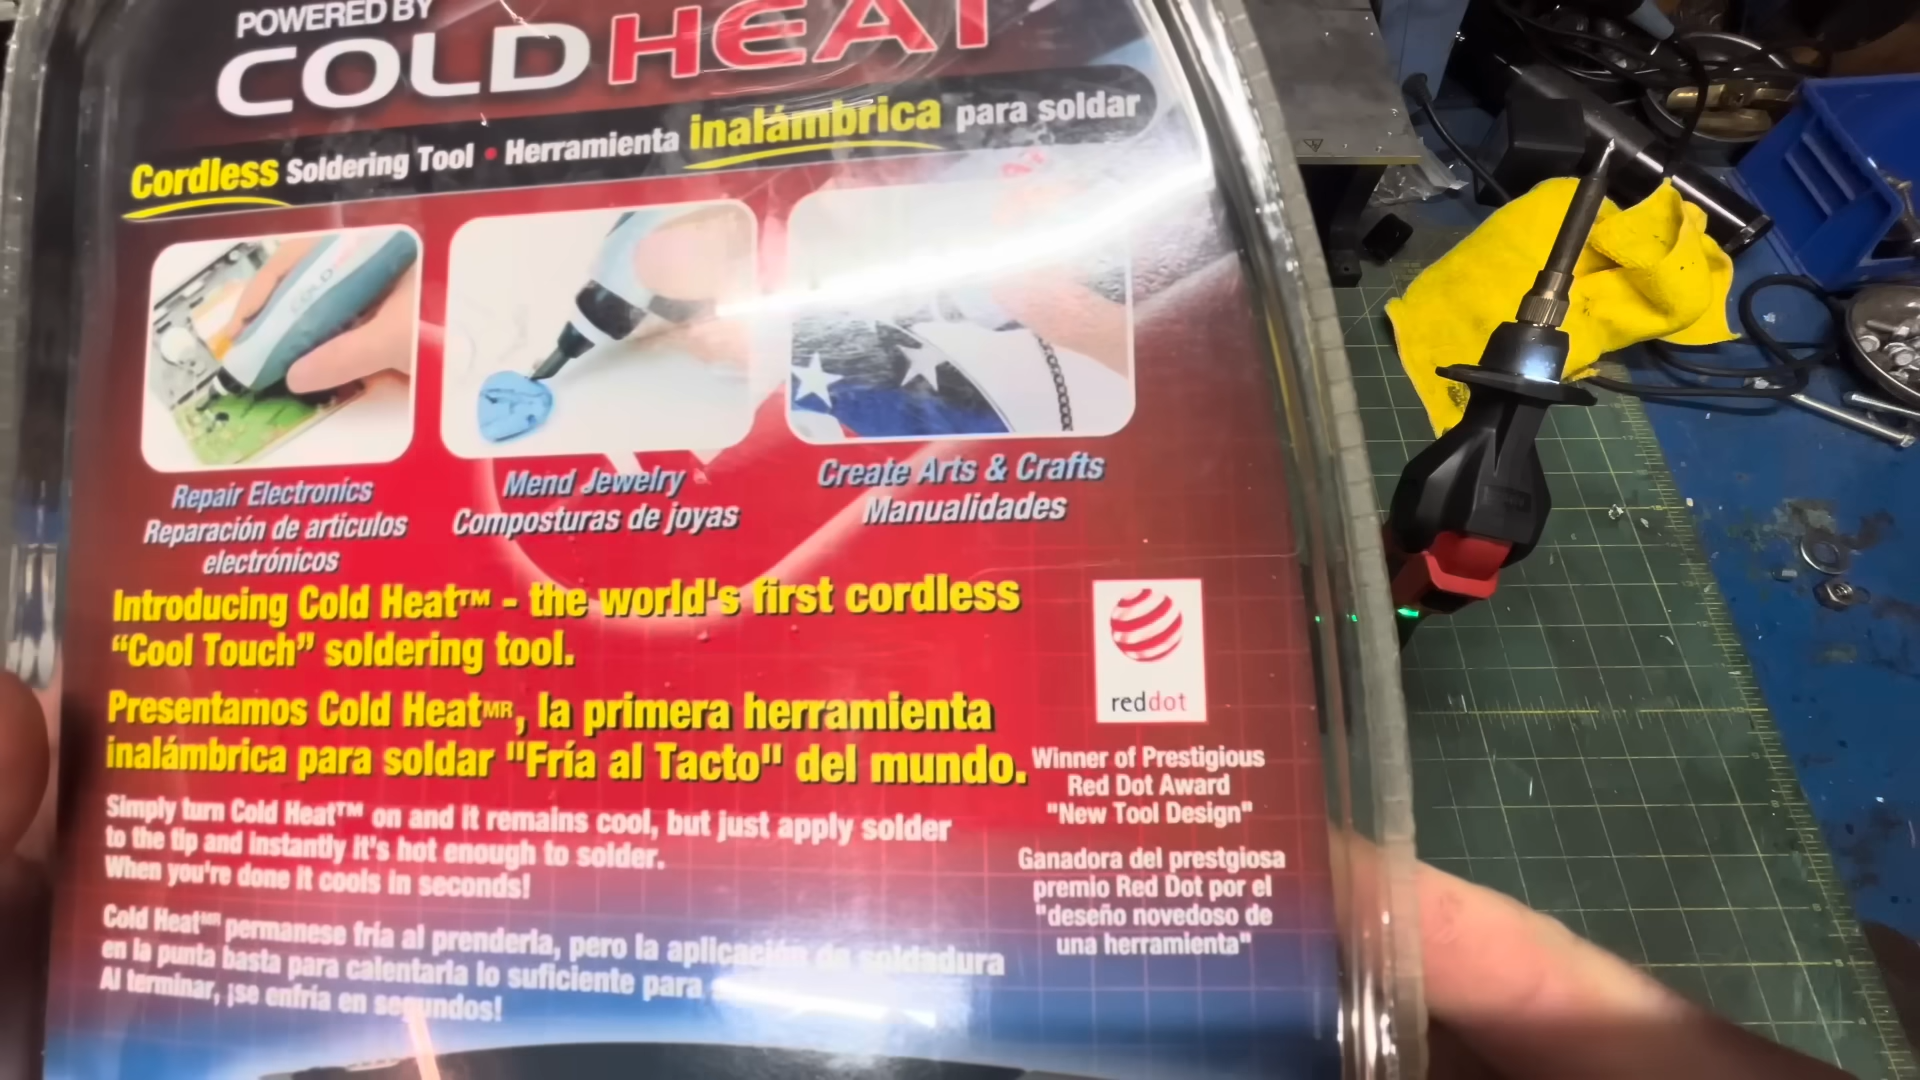 POWERED BY
COLDHEAT
Cordless Soldering Tool • Herramienta inalámbrica para soldar
COLD
Repair Electronics
Reparación de articulos
electrónicos
Mend Jewelry
Composturas de joyas
Create Arts & Crafts
Manualidades
Introducing Cold Heat™ - the world's first cordless
“Cool Touch” soldering tool.
Presentamos Cold Heat MR, la primera herramienta
inalámbrica para soldar "Fría al Tacto" del mundo.
Simply turn Cold Heat™ on and it remains cool, but just apply solder
to the tip and instantly it's hot enough to solder.
When you're done it cools in seconds!
Cold Heat MR permanese fría al prenderla, pero la aplicación de soldadura
en la punta basta para calentarla lo suficiente para
Al terminar, ¡se enfría en segundos!
reddot
Winner of Prestigious
Red Dot Award
"New Tool Design"
Ganadora del prestgiosa
premio Red Dot por el
"deseño novedoso de
una herramienta"